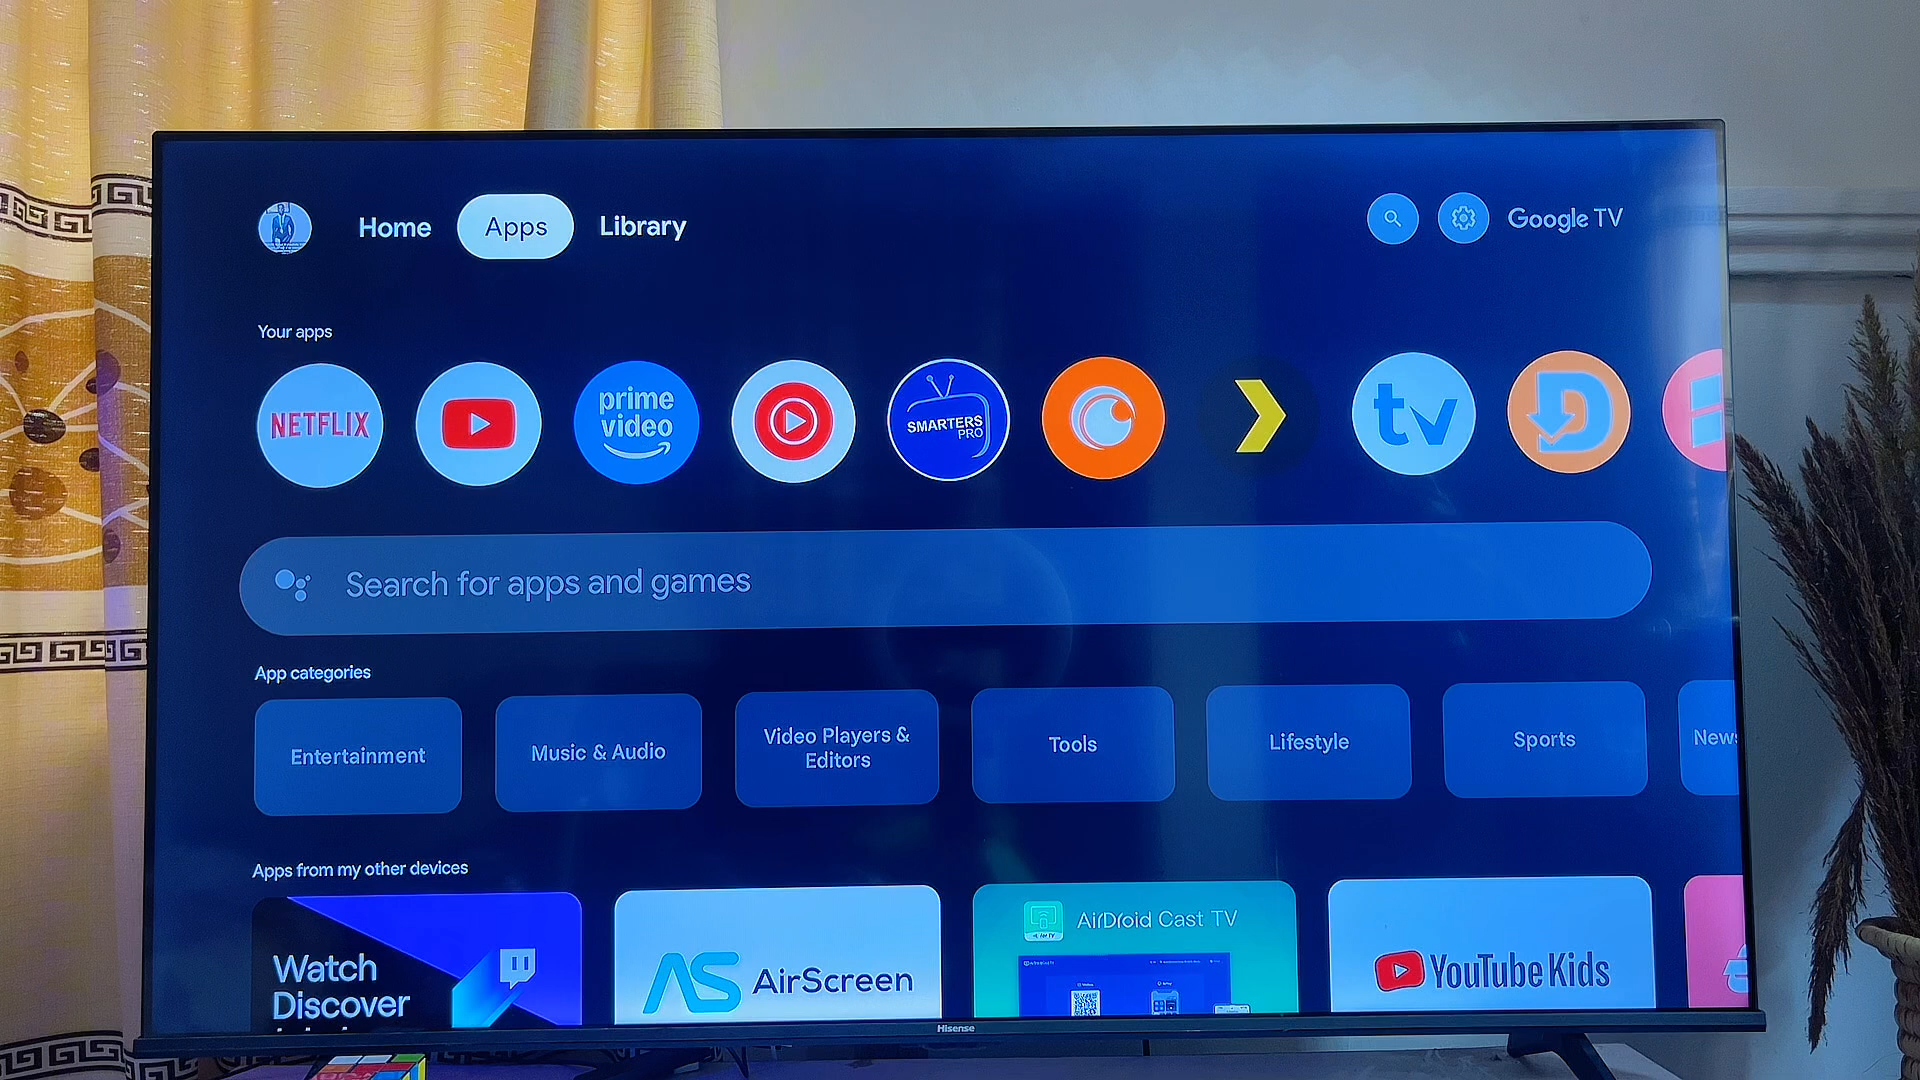 Home Apps Library
Google TV
Your apps
NETFLIX
prime
video
SMARTERS
PRO
tv
D
Search for apps and games
App categories
Entertainment
Music & Audio
Video Players &
Editors
Tools
Lifestyle
Sports
News
Apps from my other devices
Watch
Discover
AS AirScreen
AirDroid Cast TV
YouTube Kids
Hisense